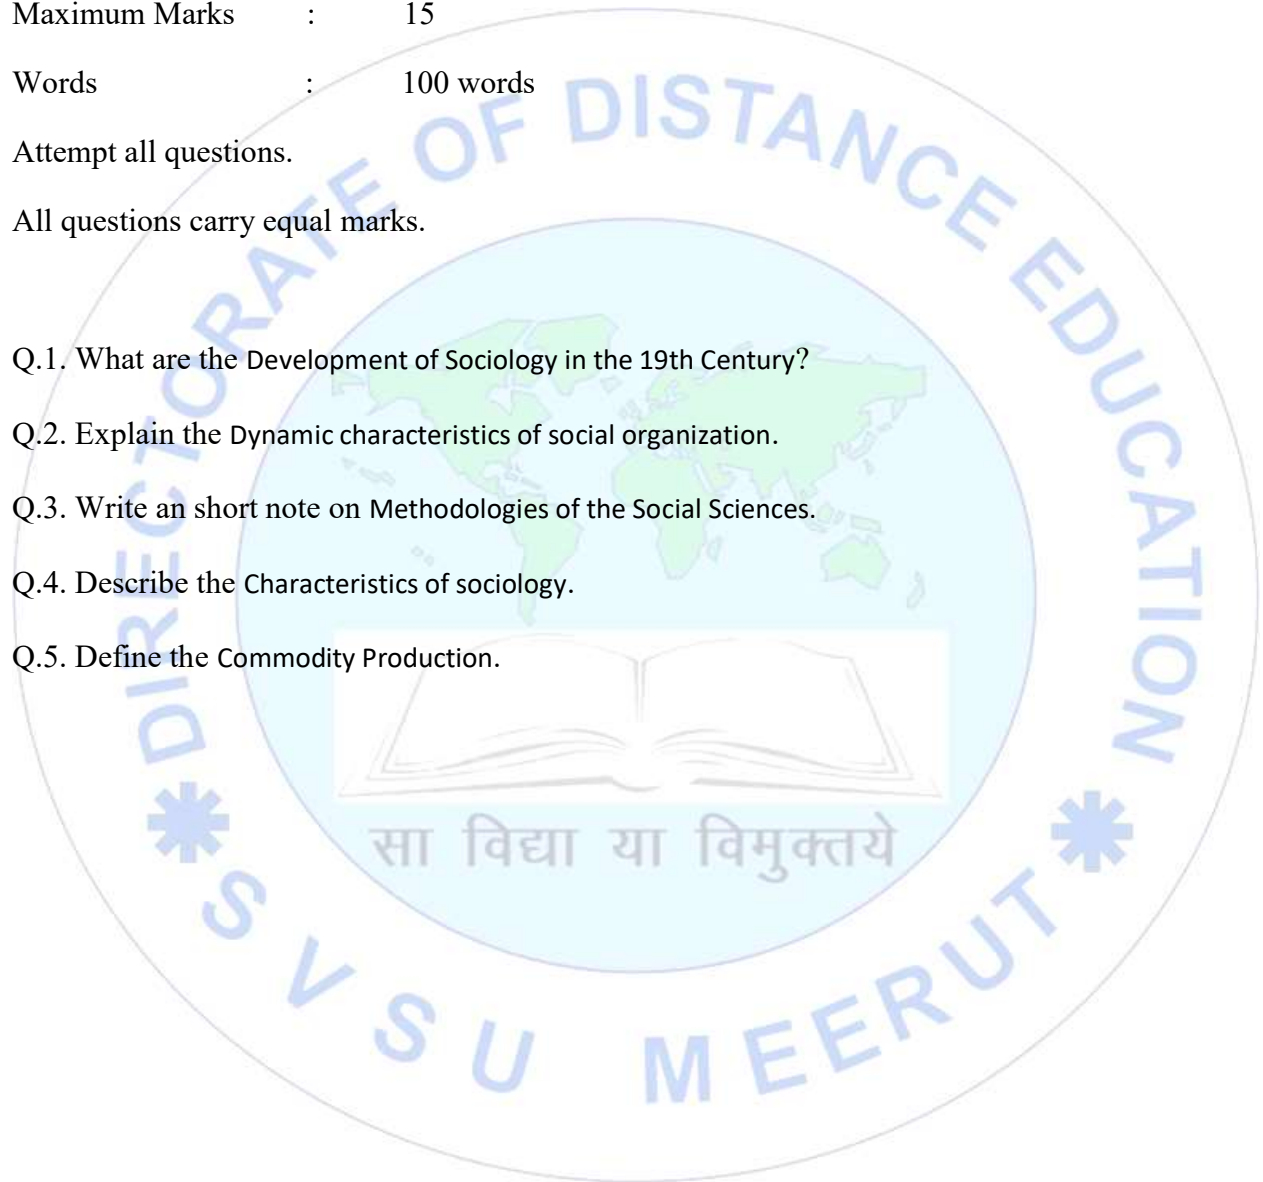 Maximum Marks : 15
Words : 100 words
Attempt all questions.
All questions carry equal marks.
Q.1. What are the Development of Sociology in the 19th Century?
Q.2. Explain the Dynamic characteristics of social organization.
Q.3. Write an short note on Methodologies of the Social Sciences.
Q.4. Describe the Characteristics of sociology.
Q.5. Define the Commodity Production.
DIRECTORATE OF DISTANCE EDUCATION
सा विद्या या विमुक्तये
S V S U MEERUT